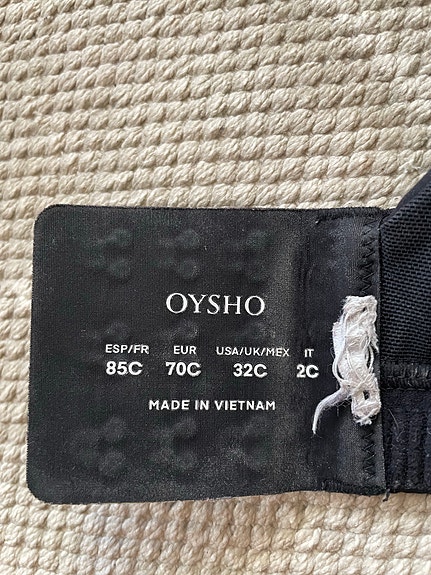 OYSHO
ESP/FR EUR USA/UK/MEX IT
85C 70C 32C 2C
MADE IN VIETNAM